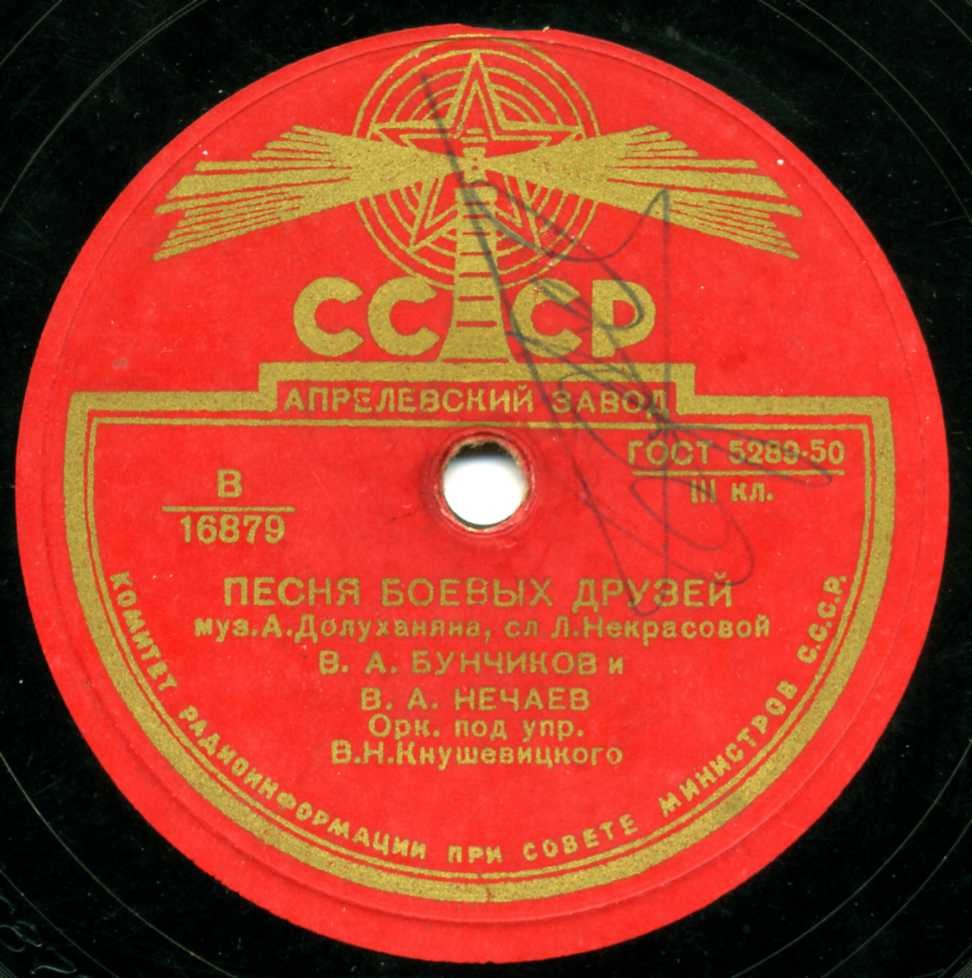 СССР
АПРЕЛЕВСКИЙ ЗАВОД
ГОСТ 5289-50
III кл.
В
16879
ПЕСНЯ БОЕВЫХ ДРУЗЕЙ
муз.А.Долуханяна, сл Л.Некрасовой
В. А. БУНЧИКОВ и
В. А. НЕЧАЕВ
Орк. под упр.
В.Н.Кнушевицкого
КОМИТЕТ РАДИОИНФОРМАЦИИ ПРИ СОВЕТЕ МИНИСТРОВ С.С.С.Р.